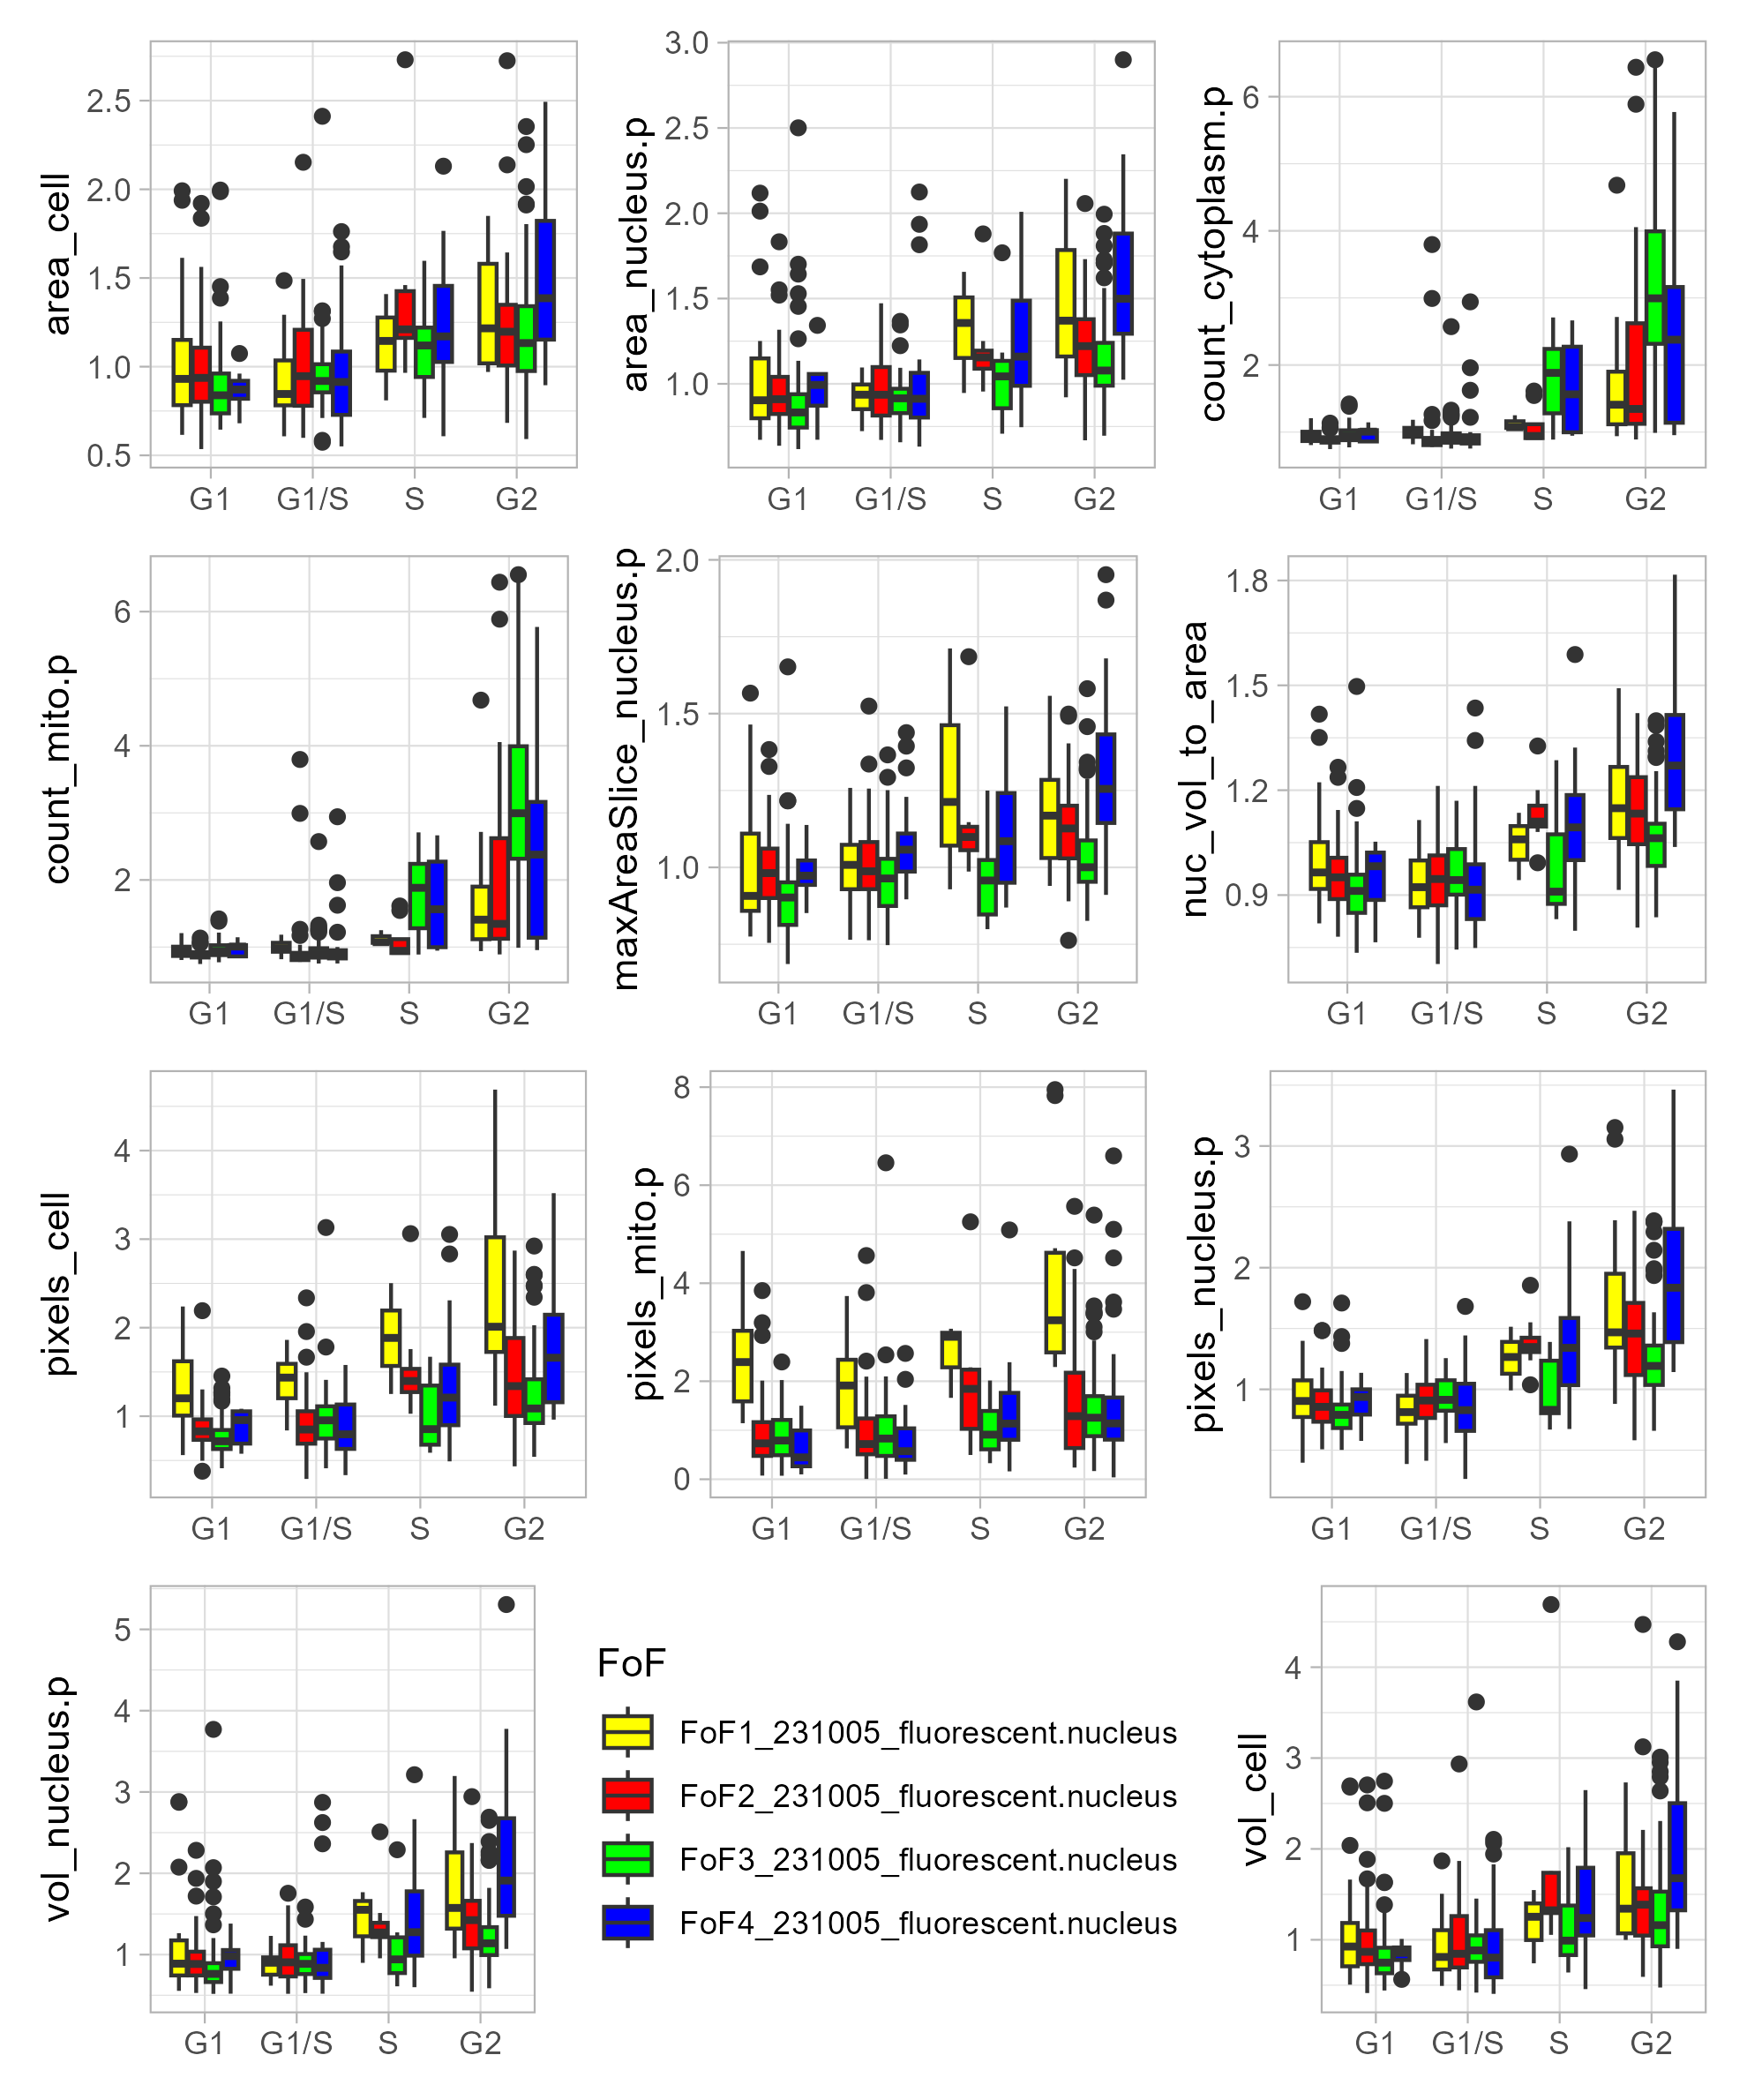 area_cell
2.5
2.0
1.5
1.0
0.5
G1 G1/S S G2
area_nucleus.p
3.0
2.5
2.0
1.5
1.0
G1 G1/S S G2
count_cytoplasm.p
6
4
2
G1 G1/S S G2
count_mito.p
6
4
2
G1 G1/S S G2
maxAreaSlice_nucleus.p
2.0
1.5
1.0
G1 G1/S S G2
nuc_vol_to_area
1.8
1.5
1.2
0.9
G1 G1/S S G2
pixels_cell
4
3
2
1
G1 G1/S S G2
pixels_mito.p
8
6
4
2
0
G1 G1/S S G2
pixels_nucleus.p
3
2
1
G1 G1/S S G2
vol_nucleus.p
5
4
3
2
1
G1 G1/S S G2
FoF
FoF1_231005_fluorescent.nucleus
FoF2_231005_fluorescent.nucleus
FoF3_231005_fluorescent.nucleus
FoF4_231005_fluorescent.nucleus
vol_cell
4
3
2
1
G1 G1/S S G2